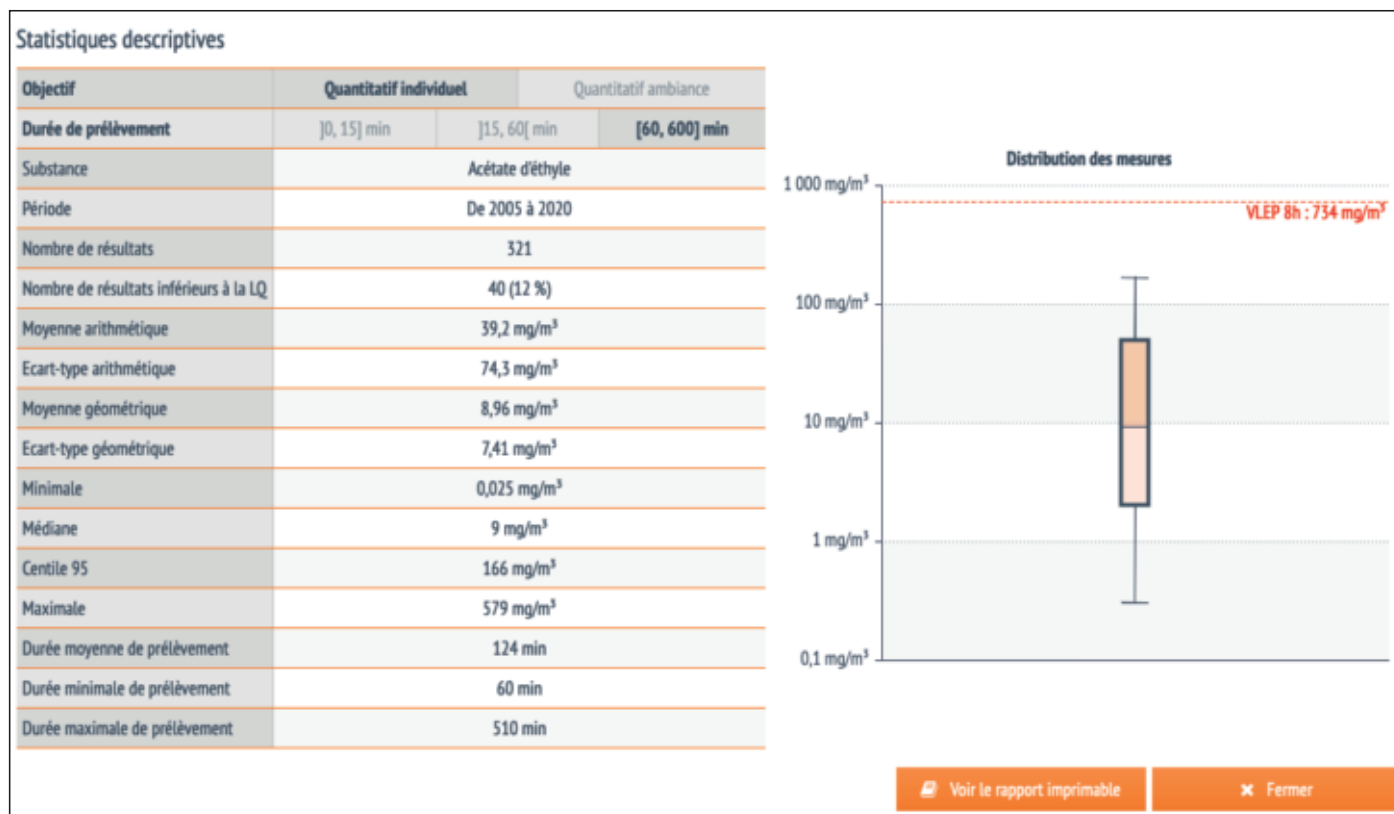 Statistiques descriptives
Objectif Quantitatif individuel Quantitatif ambiance
Durée de prélèvement ]0, 15] min ]15, 60[ min [60, 600] min
Substance Acétate d'éthyle
Période De 2005 à 2020
Nombre de résultats 321
Nombre de résultats inférieurs à la LQ 40 (12 %)
Moyenne arithmétique 39,2 mg/m³
Ecart-type arithmétique 74,3 mg/m³
Moyenne géométrique 8,96 mg/m³
Ecart-type géométrique 7,41 mg/m³
Minimale 0,025 mg/m³
Médiane 9 mg/m³
Centile 95 166 mg/m³
Maximale 579 mg/m³
Durée moyenne de prélèvement 124 min
Durée minimale de prélèvement 60 min
Durée maximale de prélèvement 510 min
Distribution des mesures
1 000 mg/m³
VLEP 8h : 734 mg/m³
100 mg/m³
10 mg/m³
1 mg/m³
0,1 mg/m³
Voir le rapport imprimable
Fermer